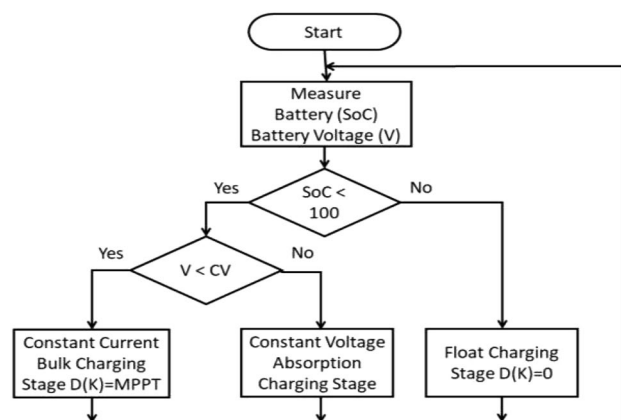 Start
Measure
Battery (SoC)
Battery Voltage (V)
Yes
SoC <
100
No
Yes
V < CV
No
Constant Current
Bulk Charging
Stage D(K)=MPPT
Constant Voltage
Absorption
Charging Stage
Float Charging
Stage D(K)=0